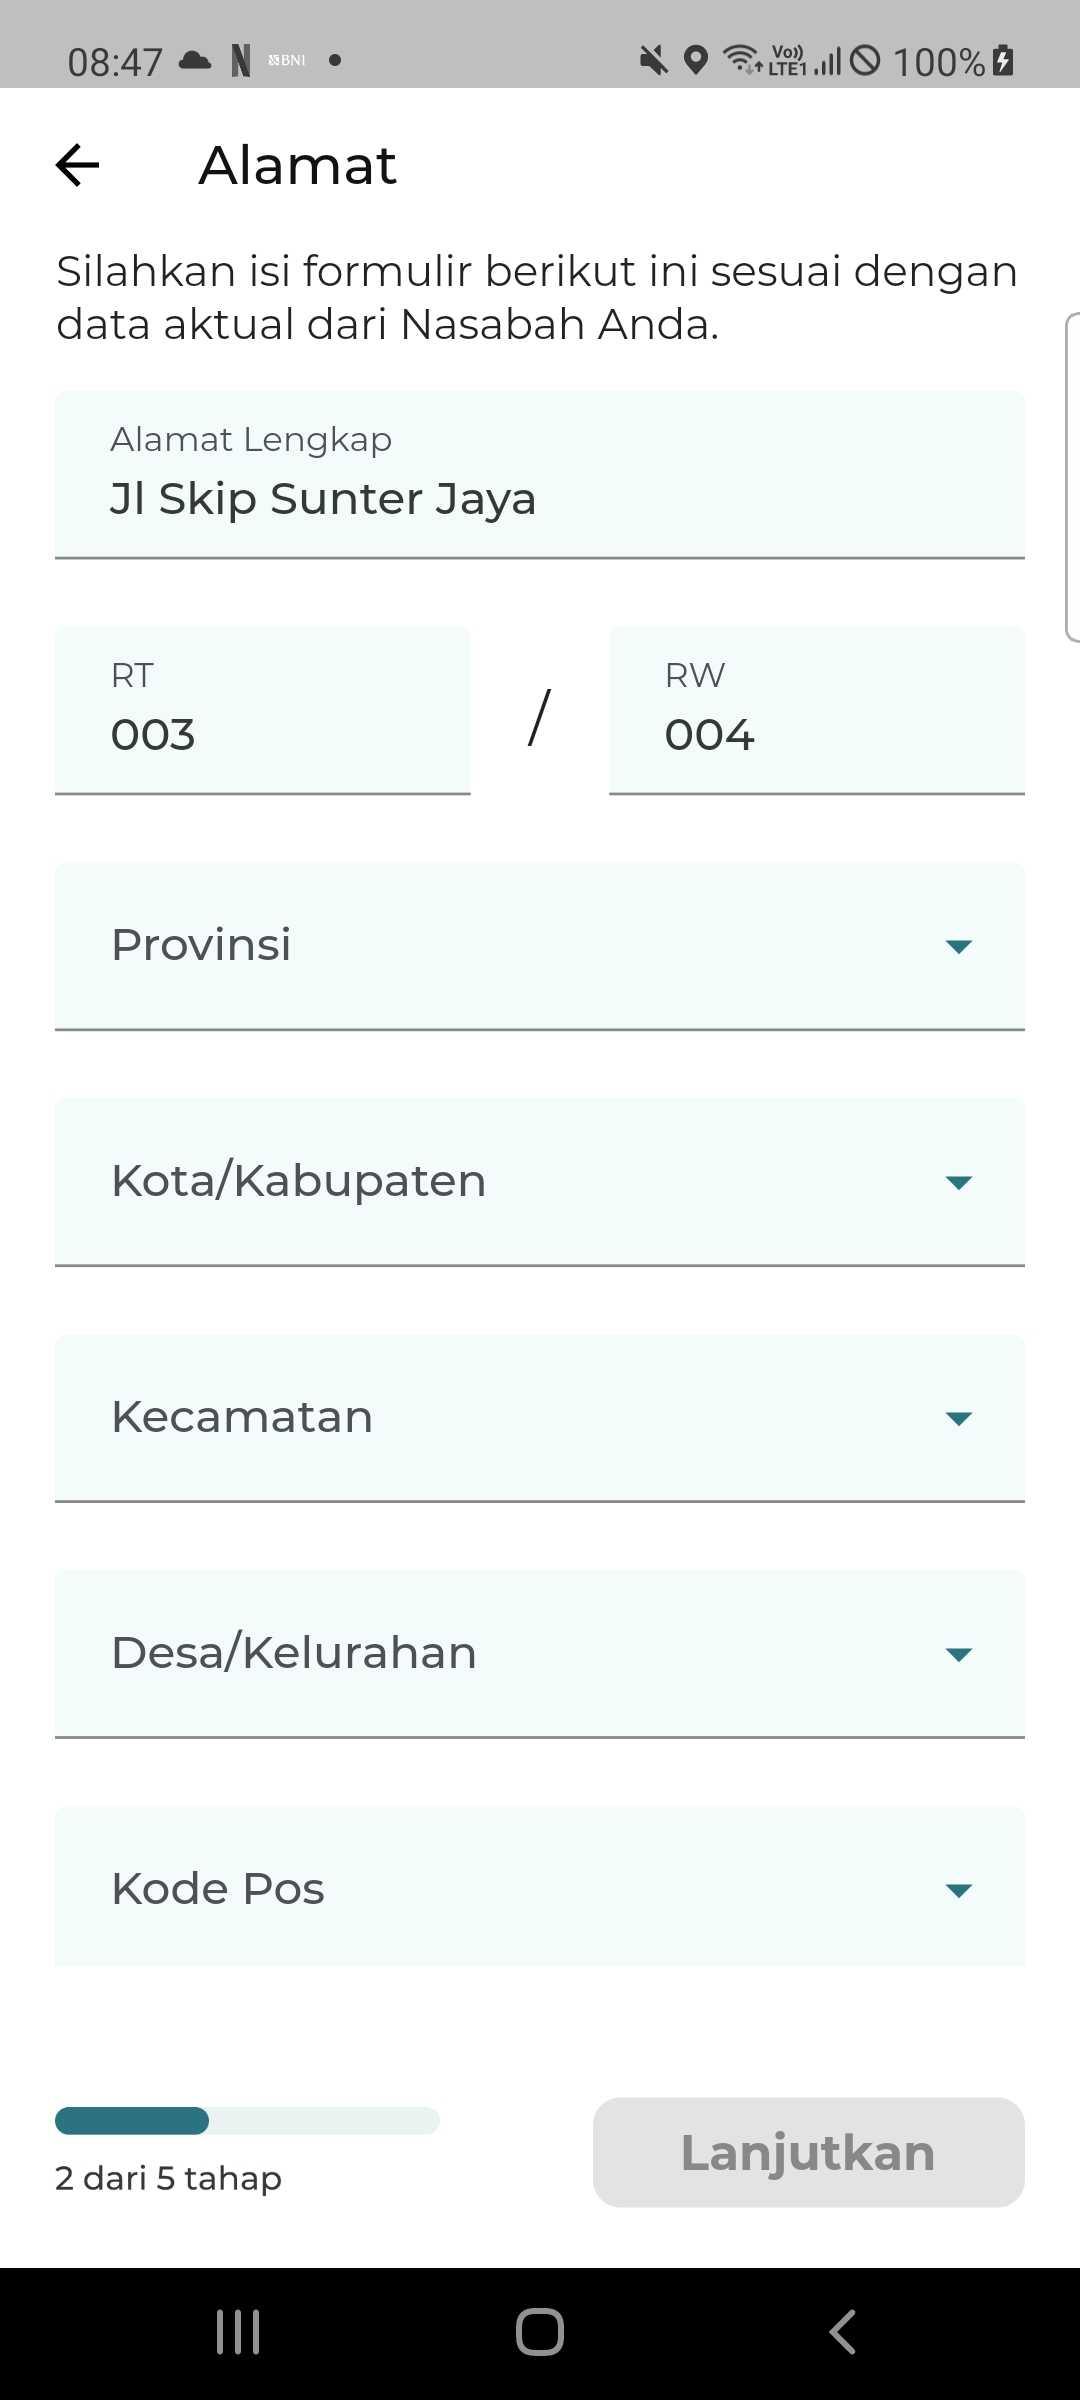 08:47 BNI Vo)) LTE1 100%
Alamat
Silahkan isi formulir berikut ini sesuai dengan
data aktual dari Nasabah Anda.
Alamat Lengkap
Jl Skip Sunter Jaya
RT
003
/
RW
004
Provinsi
Kota/Kabupaten
Kecamatan
Desa/Kelurahan
Kode Pos
2 dari 5 tahap
Lanjutkan